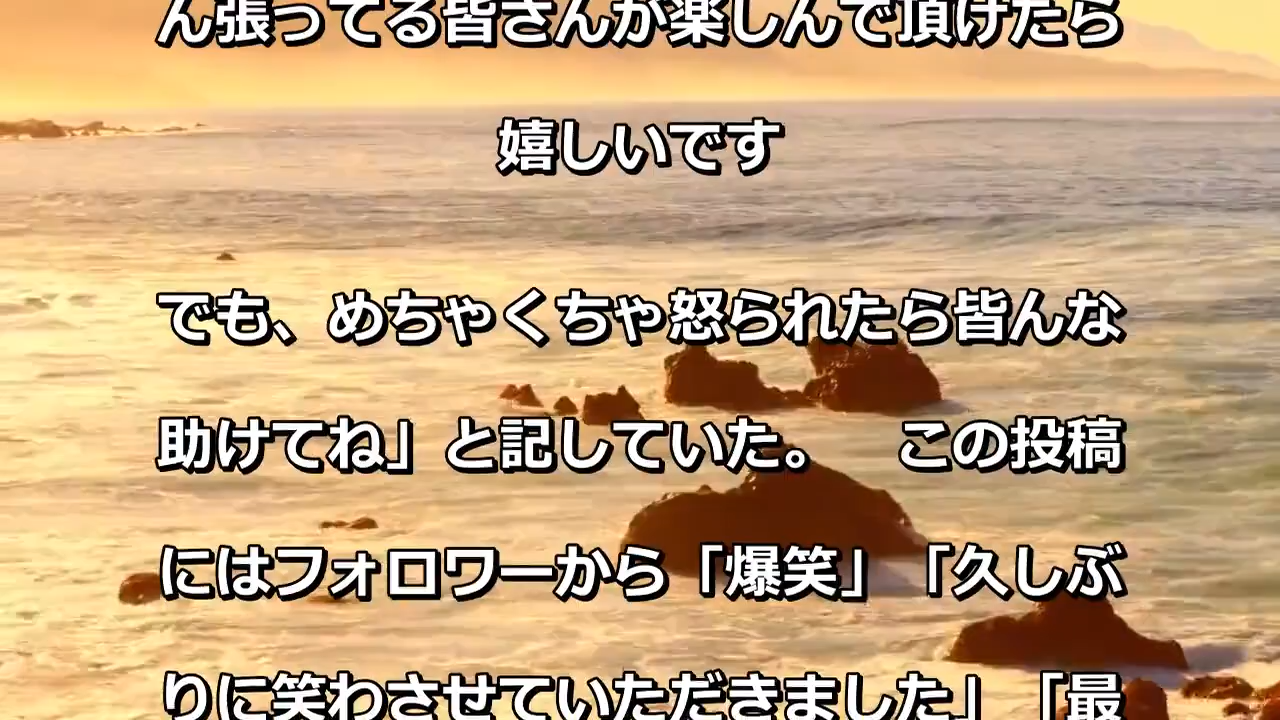 ん張ってる皆さんが楽しんで頂けたら
嬉しいです
でも、めちゃくちゃ怒られたら皆んな
助けてね」と記していた。　この投稿
にはフォロワーから「爆笑」「久しぶ
りに笑わさせていただきました」「最